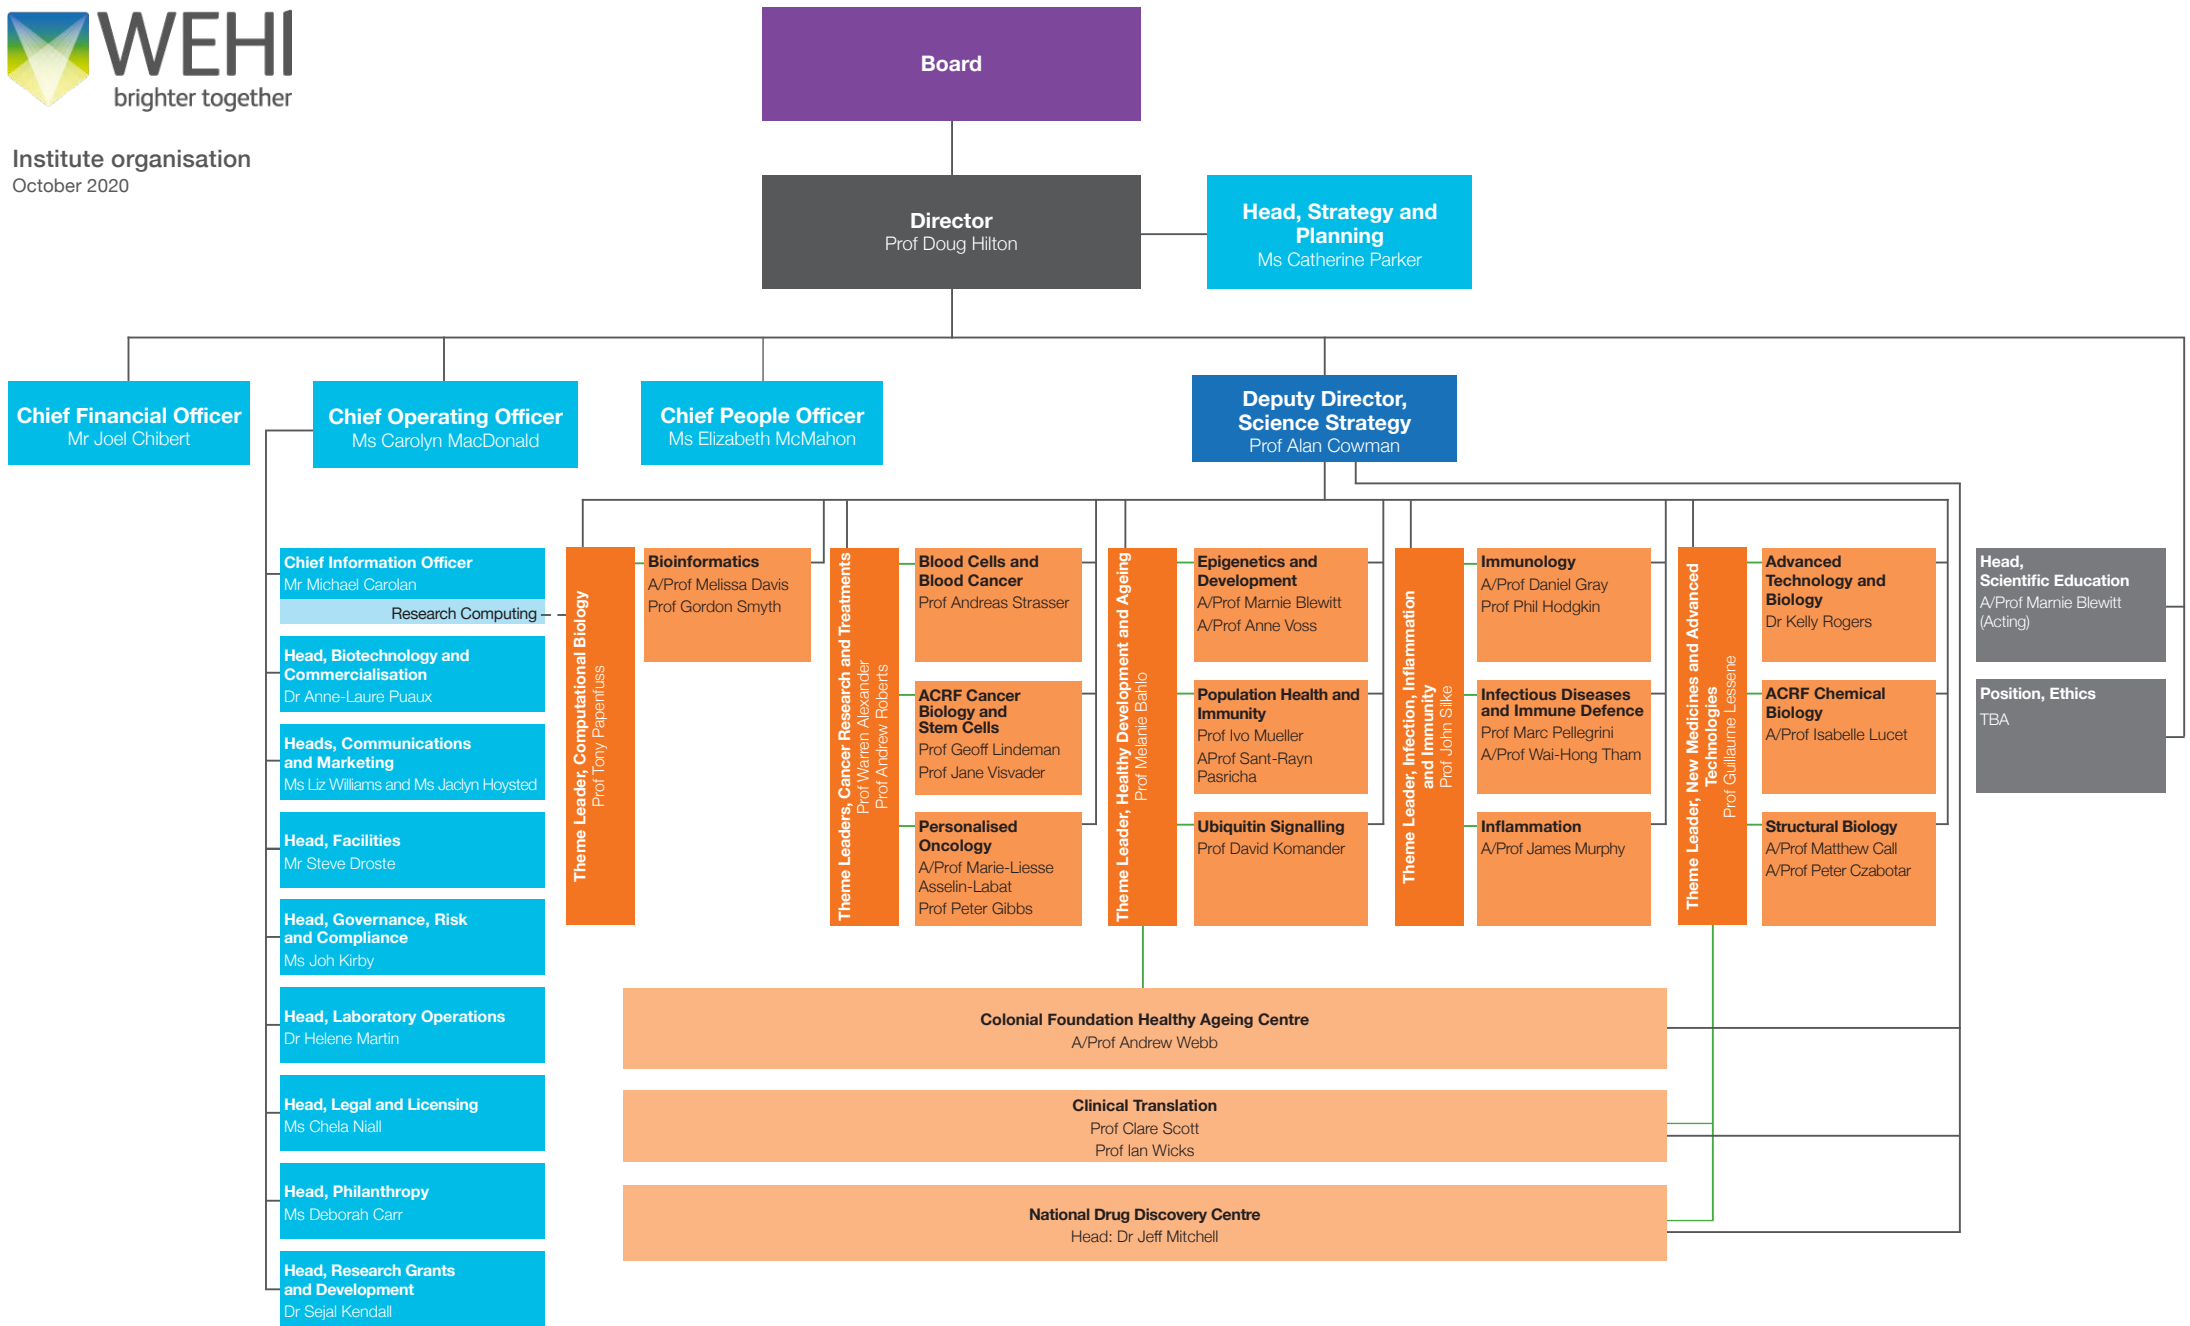 WEHI
brighter together
Institute organisation
October 2020
Board
Director
Prof Doug Hilton
Head, Strategy and
Planning
Ms Catherine Parker
Chief Financial Officer
Mr Joel Chibert
Chief Operating Officer
Ms Carolyn MacDonald
Chief People Officer
Ms Elizabeth McMahon
Deputy Director,
Science Strategy
Prof Alan Cowman
Chief Information Officer
Mr Michael Carolan
Research Computing
Head, Biotechnology and
Commercialisation
Dr Anne-Laure Puaux
Heads, Communications
and Marketing
Ms Liz Williams and Ms Jaclyn Hoysted
Head, Facilities
Mr Steve Droste
Head, Governance, Risk
and Compliance
Ms Joh Kirby
Head, Laboratory Operations
Dr Helene Martin
Head, Legal and Licensing
Ms Chela Niall
Head, Philanthropy
Ms Deborah Carr
Head, Research Grants
and Development
Dr Sejal Kendall
Theme Leader, Computational Biology
Prof Tony Papenfuss
Bioinformatics
A/Prof Melissa Davis
Prof Gordon Smyth
Theme Leaders, Cancer Research and Treatments
Prof Warren Alexander
Prof Andrew Roberts
Blood Cells and
Blood Cancer
Prof Andreas Strasser
ACRF Cancer
Biology and
Stem Cells
Prof Geoff Lindeman
Prof Jane Visvader
Personalised
Oncology
A/Prof Marie-Liesse
Asselin-Labat
Prof Peter Gibbs
Theme Leader, Healthy Development and Ageing
Prof Melanie Bahlo
Epigenetics and
Development
A/Prof Marnie Blewitt
A/Prof Anne Voss
Population Health and
Immunity
Prof Ivo Mueller
AProf Sant-Rayn
Pasricha
Ubiquitin Signalling
Prof David Komander
Theme Leader, Infection, Inflammation
and Immunity
Prof John Silke
Immunology
A/Prof Daniel Gray
Prof Phil Hodgkin
Infectious Diseases
and Immune Defence
Prof Marc Pellegrini
A/Prof Wai-Hong Tham
Inflammation
A/Prof James Murphy
Theme Leader, New Medicines and Advanced
Technologies
Prof Guillaume Lessene
Advanced
Technology and
Biology
Dr Kelly Rogers
ACRF Chemical
Biology
A/Prof Isabelle Lucet
Structural Biology
A/Prof Matthew Call
A/Prof Peter Czabotar
Head,
Scientific Education
A/Prof Marnie Blewitt
(Acting)
Position, Ethics
TBA
Colonial Foundation Healthy Ageing Centre
A/Prof Andrew Webb
Clinical Translation
Prof Clare Scott
Prof Ian Wicks
National Drug Discovery Centre
Head: Dr Jeff Mitchell